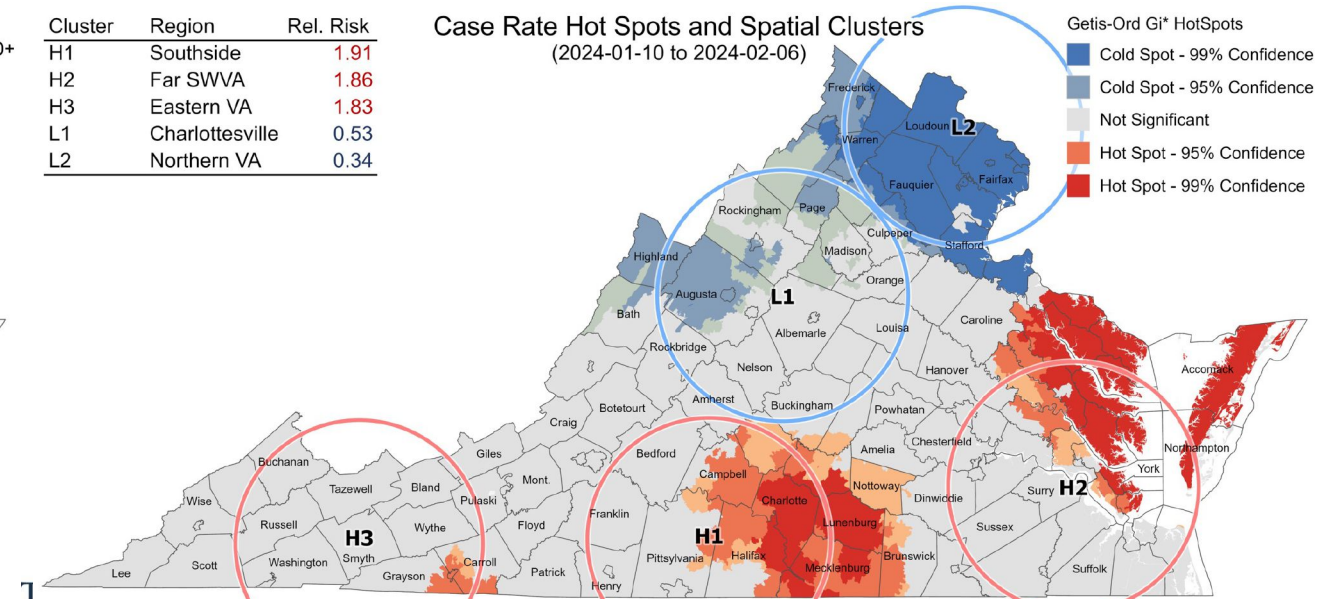 Case Rate Hot Spots and Spatial Clusters
(2024-01-10 to 2024-02-06)
Cluster Region Rel. Risk
H1 Southside 1.91
H2 Far SWVA 1.86
H3 Eastern VA 1.83
L1 Charlottesville 0.53
L2 Northern VA 0.34
Getis-Ord Gi* HotSpots
Cold Spot - 99% Confidence
Cold Spot - 95% Confidence
Not Significant
Hot Spot - 95% Confidence
Hot Spot - 99% Confidence
Frederick
Loudoun
L2
Warren
Fauquier
Fairfax
Rockingham
Page
Culpeper
Stafford
Highland
Madison
Orange
Augusta
L1
Bath
Albemarle
Louisa
Caroline
Rockbridge
Nelson
Hanover
Accomack
Amherst
Buckingham
Botetourt
Powhatan
Craig
Chesterfield
Amelia
Northampton
Giles
Bedford
Buchanan
Campbell
York
Tazewell
Bland
Mont.
Nottoway
Pulaski
Charlotte
Surry
H2
Dinwiddie
Wise
Franklin
Russell
Wythe
Floyd
Lunenburg
Sussex
H3
H1
Smyth
Pittsylvania
Halifax
Brunswick
Washington
Carroll
Scott
Lee
Grayson
Patrick
Henry
Mecklenburg
Suffolk